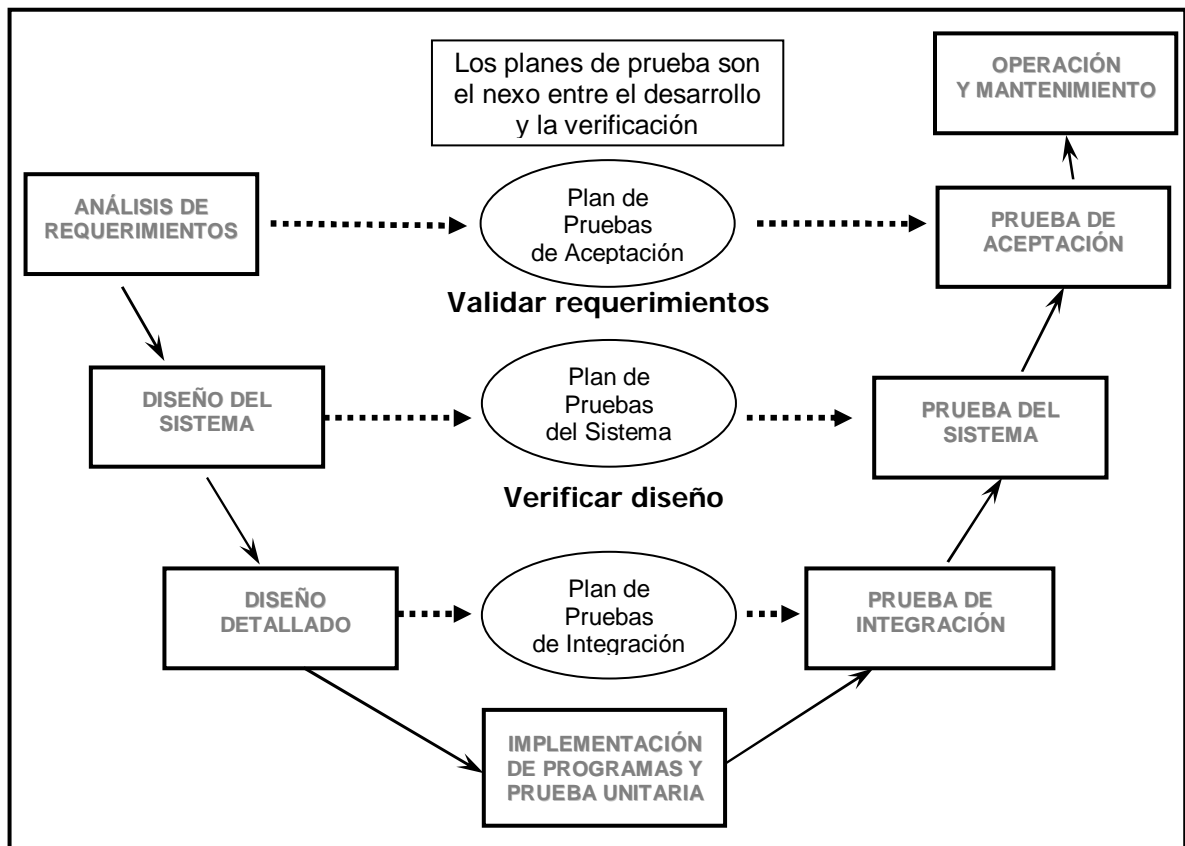 Los planes de prueba son
el nexo entre el desarrollo
y la verificación
OPERACIÓN
Y MANTENIMIENTO
ANÁLISIS DE
REQUERIMIENTOS
Plan de
Pruebas
de Aceptación
PRUEBA DE
ACEPTACIÓN
Validar requerimientos
DISEÑO DEL
SISTEMA
Plan de
Pruebas
del Sistema
PRUEBA DEL
SISTEMA
Verificar diseño
DISEÑO
DETALLADO
Plan de
Pruebas
de Integración
PRUEBA DE
INTEGRACIÓN
IMPLEMENTACIÓN
DE PROGRAMAS Y
PRUEBA UNITARIA